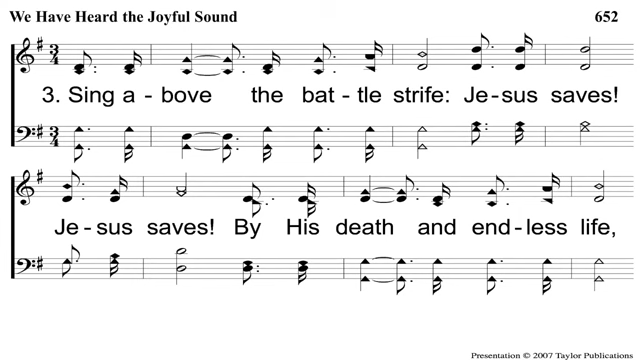 We Have Heard the Joyful Sound 652
3. Sing a- bove the bat- tle strife: Je-sus saves!
Je- sus saves! By His death and end-less life,
Presentation © 2007 Taylor Publications